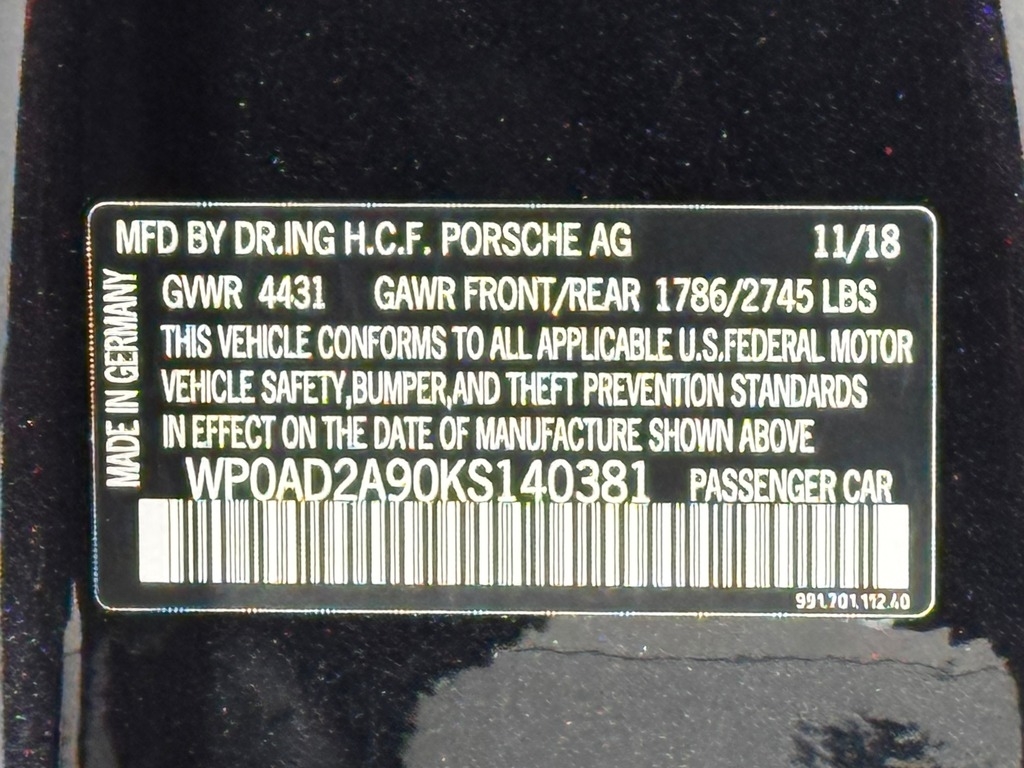 MFD BY DR.ING H.C.F. PORSCHE AG 11/18
GVWR 4431 GAWR FRONT/REAR 1786/2745 LBS
THIS VEHICLE CONFORMS TO ALL APPLICABLE U.S.FEDERAL MOTOR
VEHICLE SAFETY,BUMPER,AND THEFT PREVENTION STANDARDS
IN EFFECT ON THE DATE OF MANUFACTURE SHOWN ABOVE
WP0AD2A90KS140381 PASSENGER CAR
991.701.112.40
MADE IN GERMANY